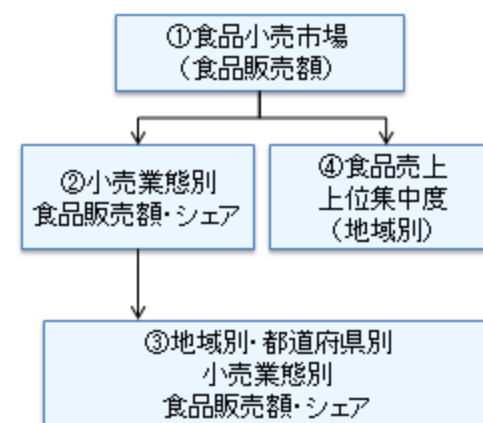 ①食品小売市場
（食品販売額）
②小売業態別
食品販売額・シェア
④食品売上
上位集中度
（地域別）
③地域別・都道府県別
小売業態別
食品販売額・シェア